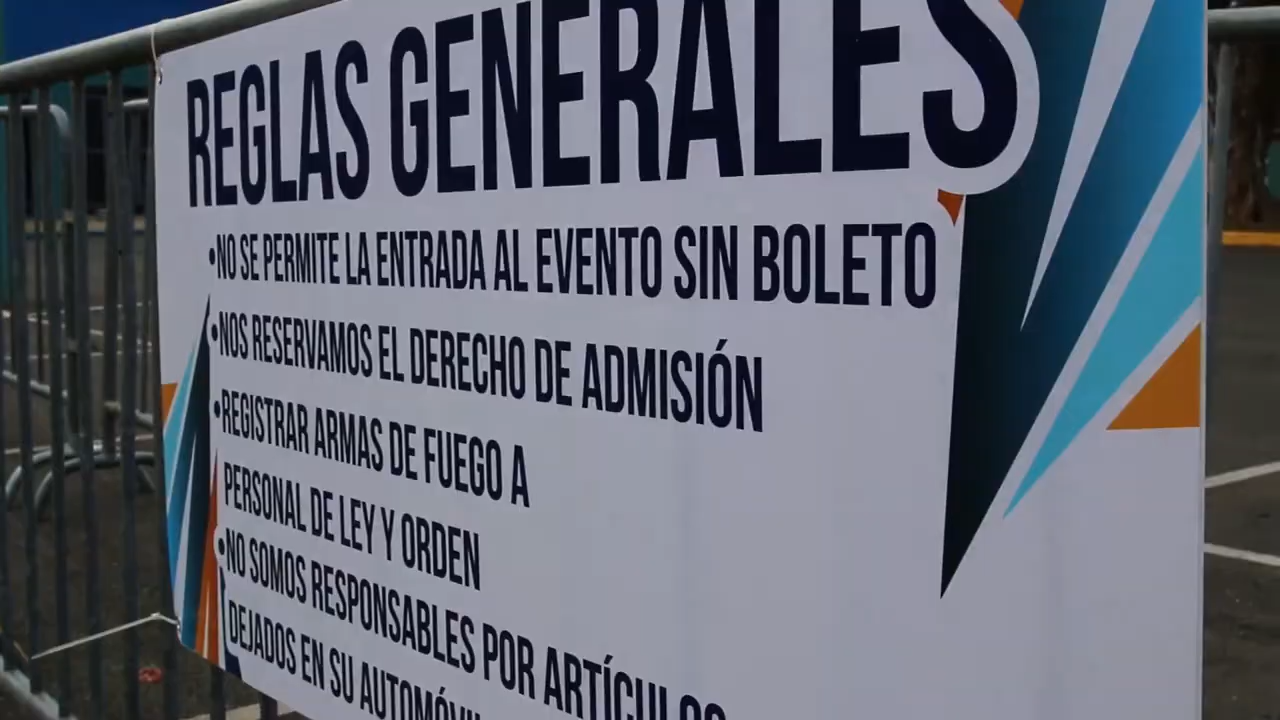 REGLAS GENERALES
•NO SE PERMITE LA ENTRADA AL EVENTO SIN BOLETO
•NOS RESERVAMOS EL DERECHO DE ADMISIÓN
•REGISTRAR ARMAS DE FUEGO A
PERSONAL DE LEY Y ORDEN
•NO SOMOS RESPONSABLES POR ARTÍCULOS
DEJADOS EN SU